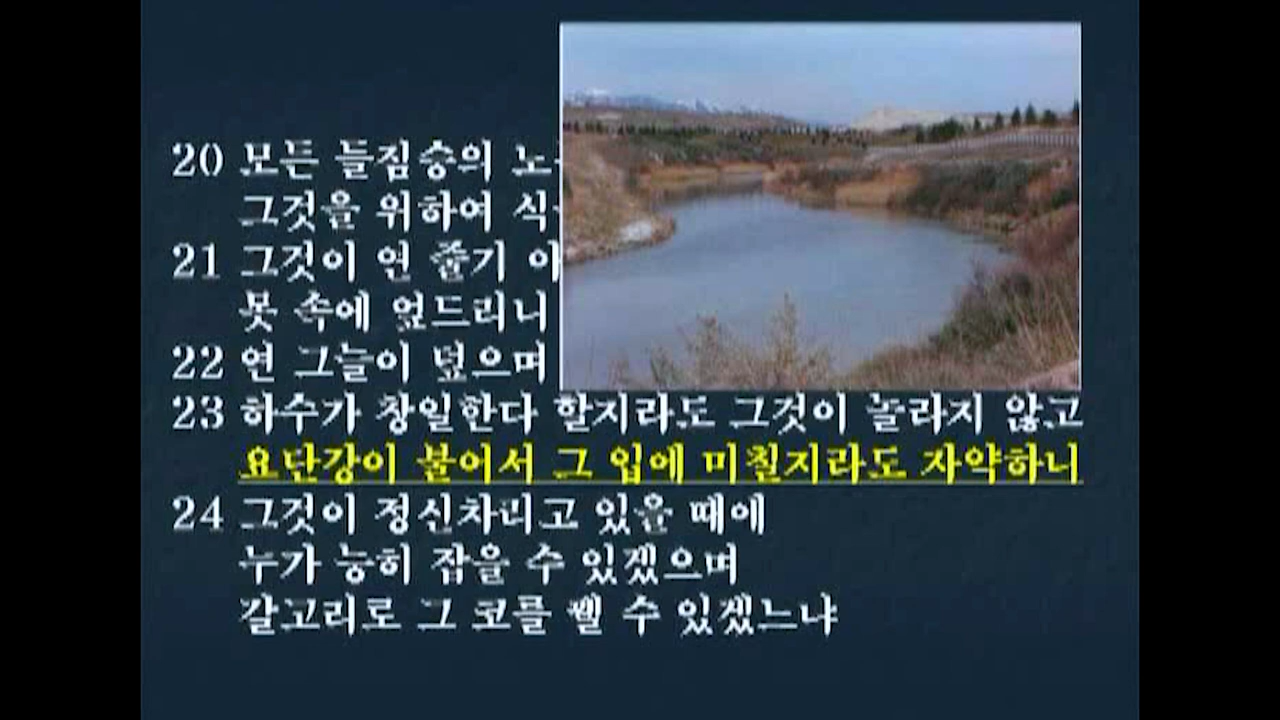 20 모든 들짐승의
그것을 위하여
21 그것이 연 줄기
못 속에 엎드리니
22 연 그늘이 덮으며
23 하수가 창일한다 할지라도 그것이 놀라지 않고
요단강이 불어서 그 입에 미칠지라도 자약하니
24 그것이 정신차리고 있을 때에
누가 능히 잡을 수 있겠으며
갈고리로 그 코를 꿸 수 있겠느냐